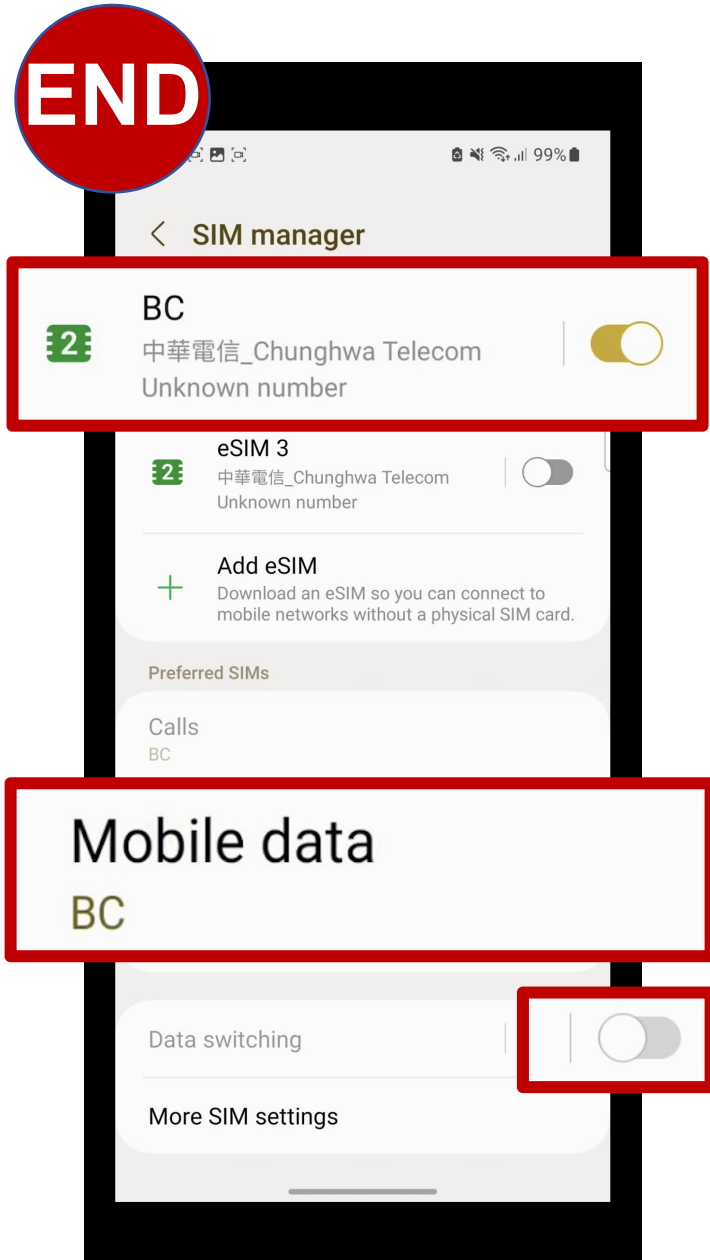 END
99%
SIM manager
2
BC
中華電信_Chunghwa Telecom
Unknown number
2
eSIM 3
中華電信_Chunghwa Telecom
Unknown number
Add eSIM
Download an eSIM so you can connect to
mobile networks without a physical SIM card.
Preferred SIMs
Calls
BC
Mobile data
BC
Data switching
More SIM settings